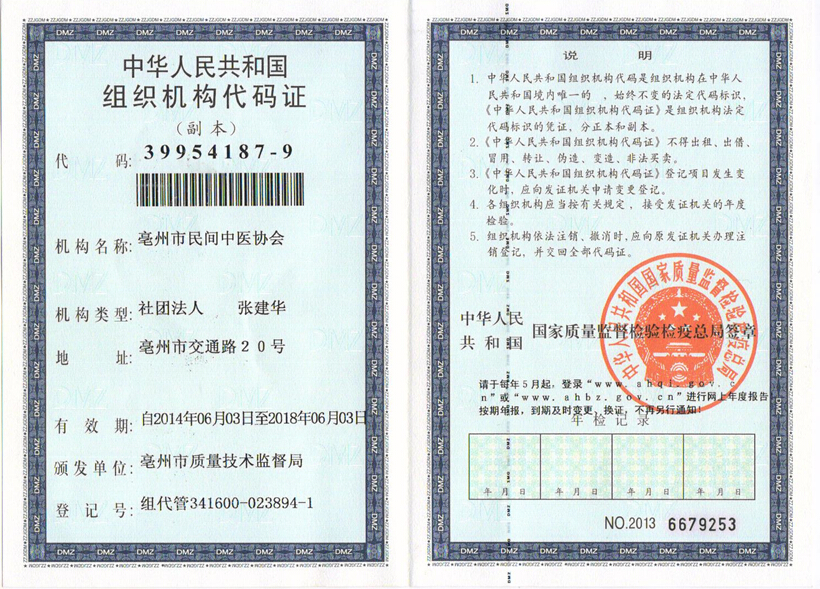 中华人民共和国
组织机构代码证
（副本）
代 码: 39954187-9
机构名称: 亳州市民间中医协会
机构类型: 社团法人 张建华
地 址: 亳州市交通路20号
有 效 期: 自2014年06月03日至2018年06月03日
颁发单位: 亳州市质量技术监督局
登 记 号: 组代管341600-023894-1
说 明
1. 中华人民共和国组织机构代码是组织机构在中华人
民共和国境内唯一的、始终不变的法定代码标识，
《中华人民共和国组织机构代码证》是组织机构法定
代码标识的凭证，分正本和副本。
2.《中华人民共和国组织机构代码证》不得出租、出借、
冒用、转让、伪造、变造、非法买卖。
3.《中华人民共和国组织机构代码证》登记项目发生变
化时，应向发证机关申请变更登记。
4. 各组织机构应当按有关规定，接受发证机关的年度
检验。
5. 组织机构依法注销、撤消时，应向原发证机关办理注
销登记，并交回全部代码证。
中华人民
共 和 国 国家质量监督检验检疫总局签章
中华人民共和国国家质量监督检验检疫总局
请于每年5月起，登录“www.ahqi.gov.c
n”或“www.ahbz.gov.cn”进行网上年度报告
按期年报，到期及时变更、换证，不再另行通知！
年检记录
年 月 日 年 月 日 年 月 日 年 月 日
NO.2013 6679253
DMZ
ZZJGDM